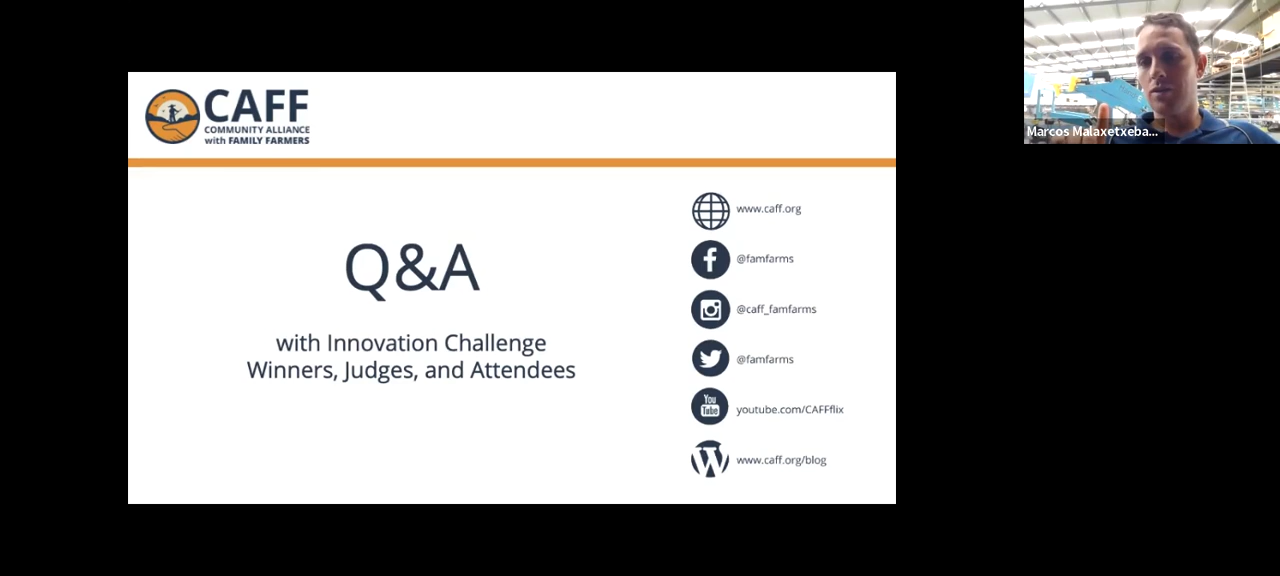 CAFF
COMMUNITY ALLIANCE
with FAMILY FARMERS
Marcos Malaxetxeba...
www.caff.org
@famfarms
Q&A
@caff_famfarms
with Innovation Challenge
Winners, Judges, and Attendees
@famfarms
You
Tube
youtube.com/CAFFflix
www.caff.org/blog